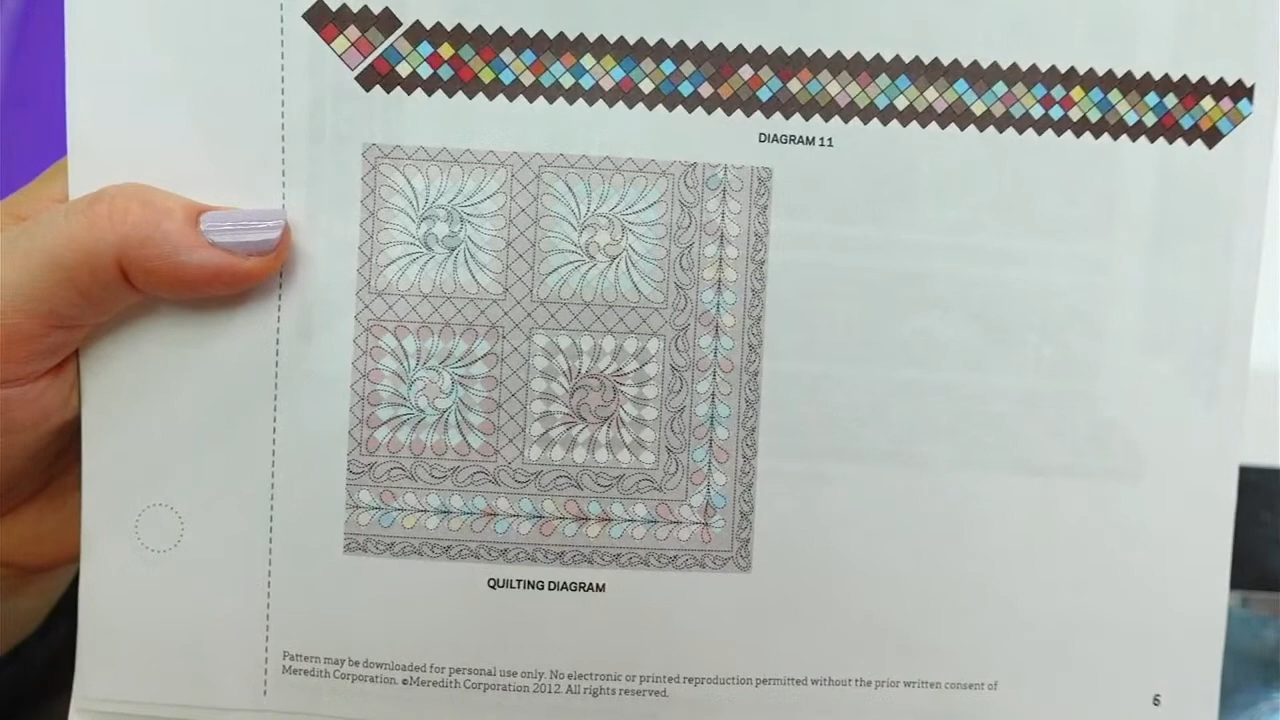 DIAGRAM 11
QUILTING DIAGRAM
Pattern may be downloaded for personal use only. No electronic or printed reproduction permitted without the prior written consent of
Meredith Corporation. ©Meredith Corporation 2012. All rights reserved.
6